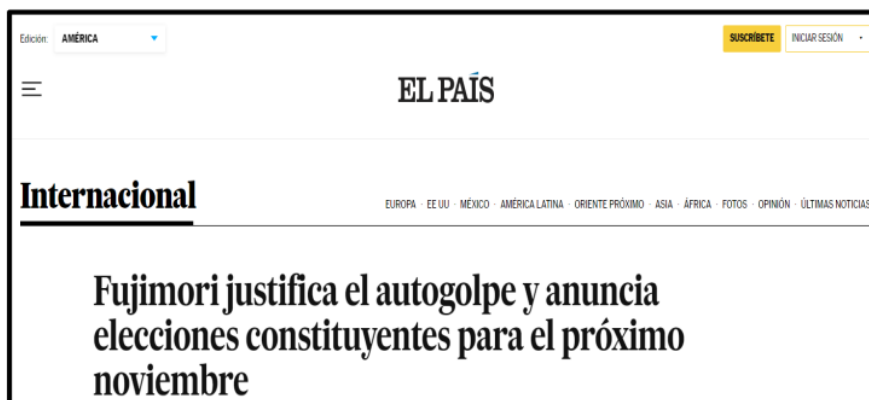 Edición: AMÉRICA
SUSCRÍBETE
INICIAR SESIÓN
EL PAÍS
Internacional
EUROPA · EE UU · MÉXICO · AMÉRICA LATINA · ORIENTE PRÓXIMO · ASIA · ÁFRICA · FOTOS · OPINIÓN · ÚLTIMAS NOTICIAS
Fujimori justifica el autogolpe y anuncia
elecciones constituyentes para el próximo
noviembre